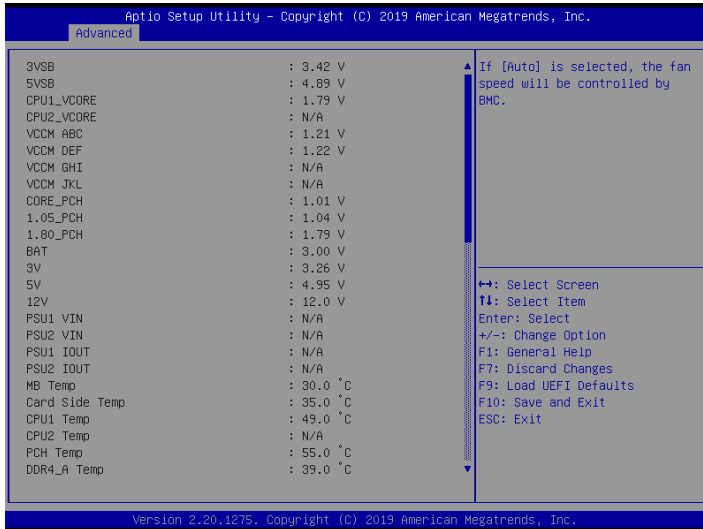 Aptio Setup Utility – Copyright (C) 2019 American Megatrends, Inc.
Advanced
3VSB : 3.42 V
5VSB : 4.89 V
CPU1_VCORE : 1.79 V
CPU2_VCORE : N/A
VCCM ABC : 1.21 V
VCCM DEF : 1.22 V
VCCM GHI : N/A
VCCM JKL : N/A
CORE_PCH : 1.01 V
1.05_PCH : 1.04 V
1.80_PCH : 1.79 V
BAT : 3.00 V
3V : 3.26 V
5V : 4.95 V
12V : 12.0 V
PSU1 VIN : N/A
PSU2 VIN : N/A
PSU1 IOUT : N/A
PSU2 IOUT : N/A
MB Temp : 30.0 °C
Card Side Temp : 35.0 °C
CPU1 Temp : 49.0 °C
CPU2 Temp : N/A
PCH Temp : 55.0 °C
DDR4_A Temp : 39.0 °C
If [Auto] is selected, the fan
speed will be controlled by
BMC.
↔: Select Screen
↑↓: Select Item
Enter: Select
+/-: Change Option
F1: General Help
F7: Discard Changes
F9: Load UEFI Defaults
F10: Save and Exit
ESC: Exit
Version 2.20.1275. Copyright (C) 2019 American Megatrends, Inc.